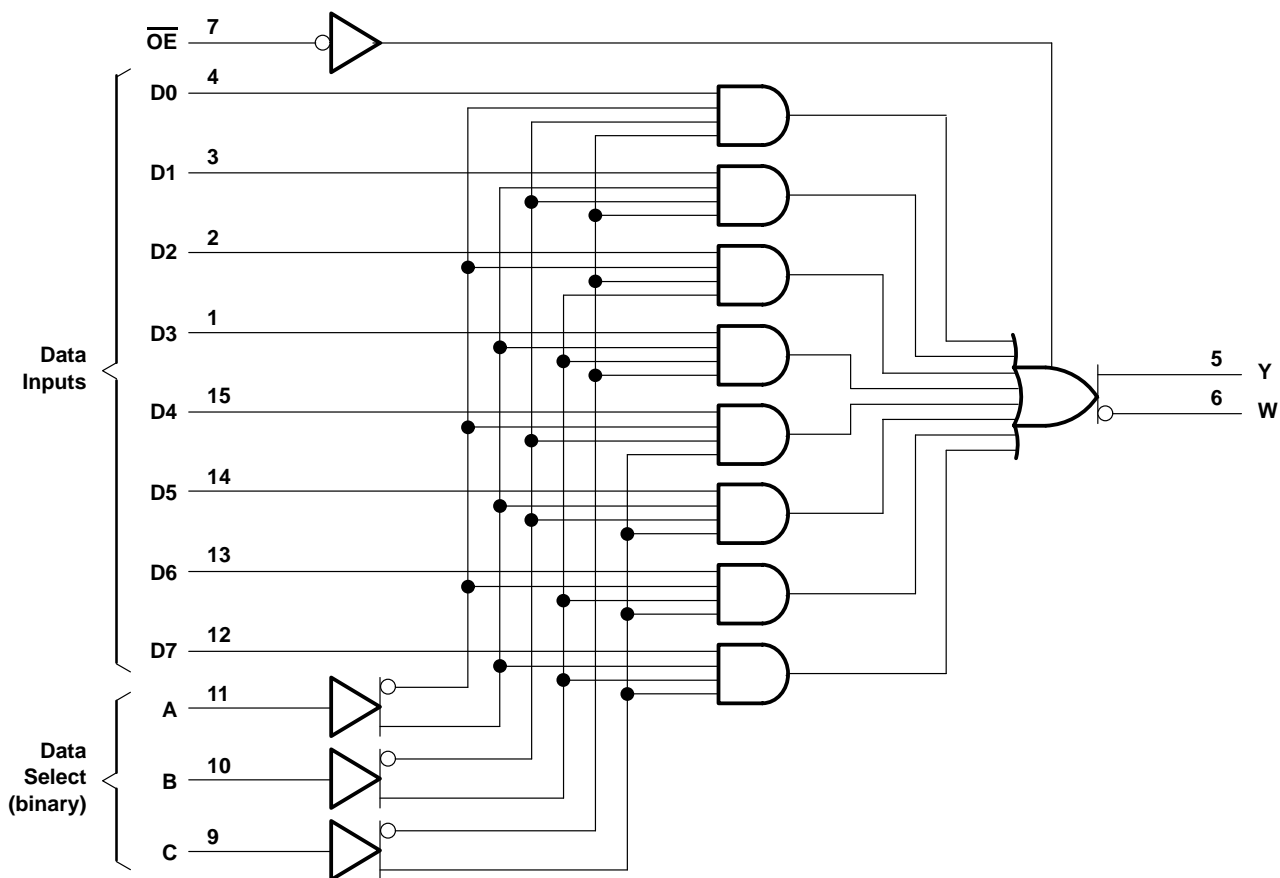 OE 7
D0 4
D1 3
D2 2
D3 1
Data
Inputs
D4 15
D5 14
D6 13
D7 12
5 Y
6 W
A 11
Data
Select
(binary)
B 10
C 9